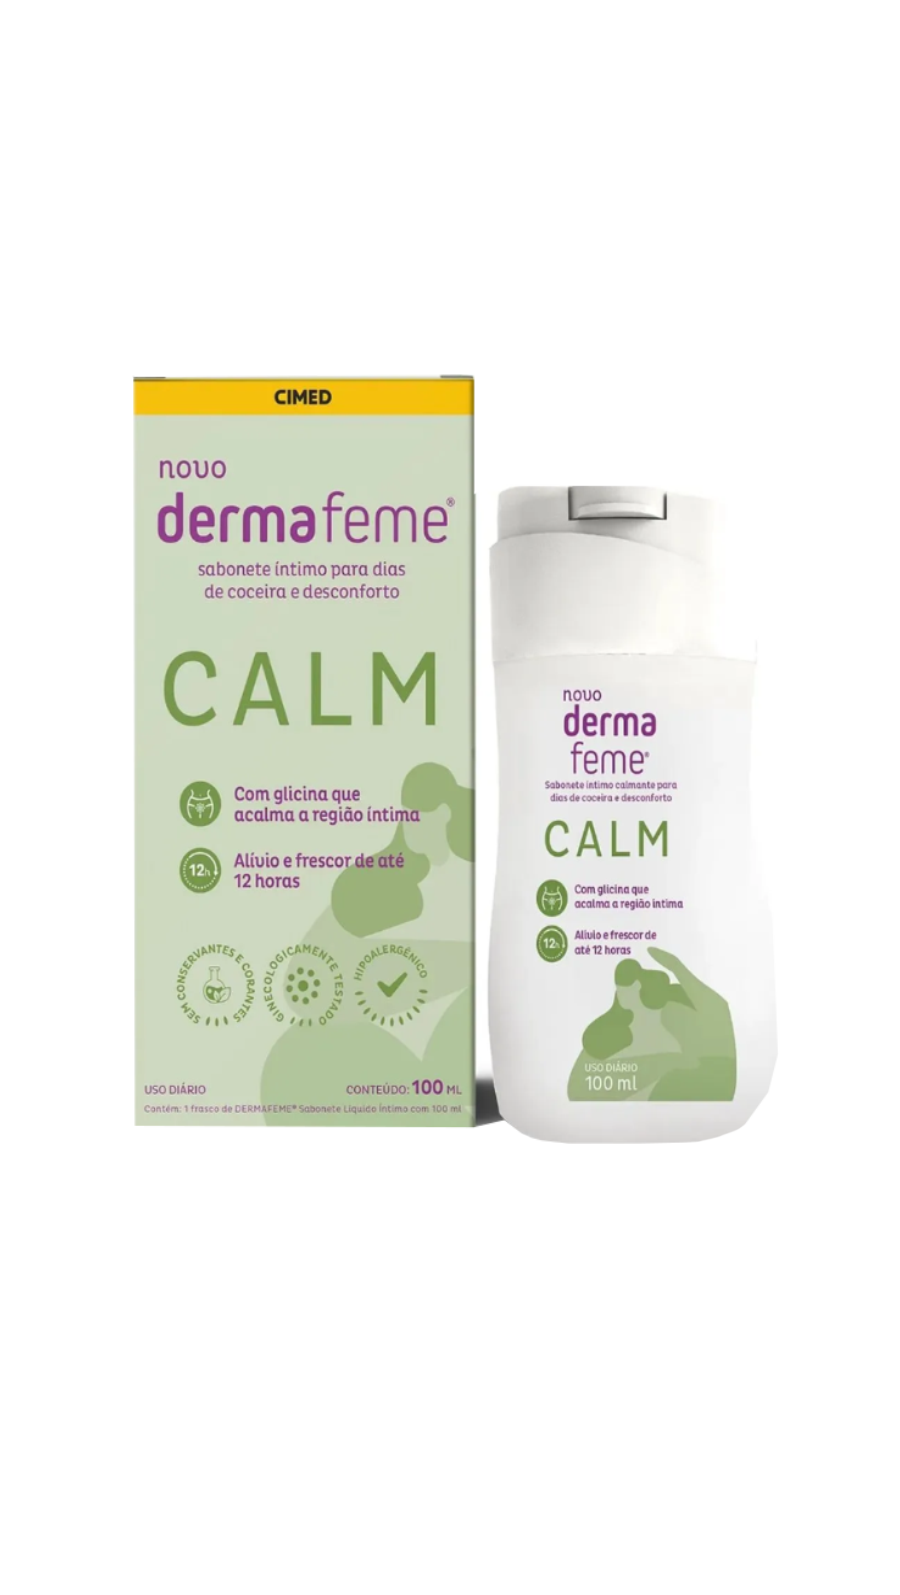 CIMED
novo
dermafeme®
sabonete íntimo para dias
de coceira e desconforto
CALM
Com glicina que
acalma a região íntima
12h
Alívio e frescor de até
12 horas
SEM CONSERVANTES E CORANTES
GINECOLOGICAMENTE TESTADO
HIPOALERGÊNICO
USO DIÁRIO
CONTEÚDO: 100 ML
Contém: 1 frasco de DERMAFEME® Sabonete Líquido Íntimo com 100 ml
novo
derma
feme®
Sabonete íntimo calmante para
dias de coceira e desconforto
CALM
Com glicina que
acalma a região íntima
12h
Alívio e frescor de
até 12 horas
USO DIÁRIO
100 ml